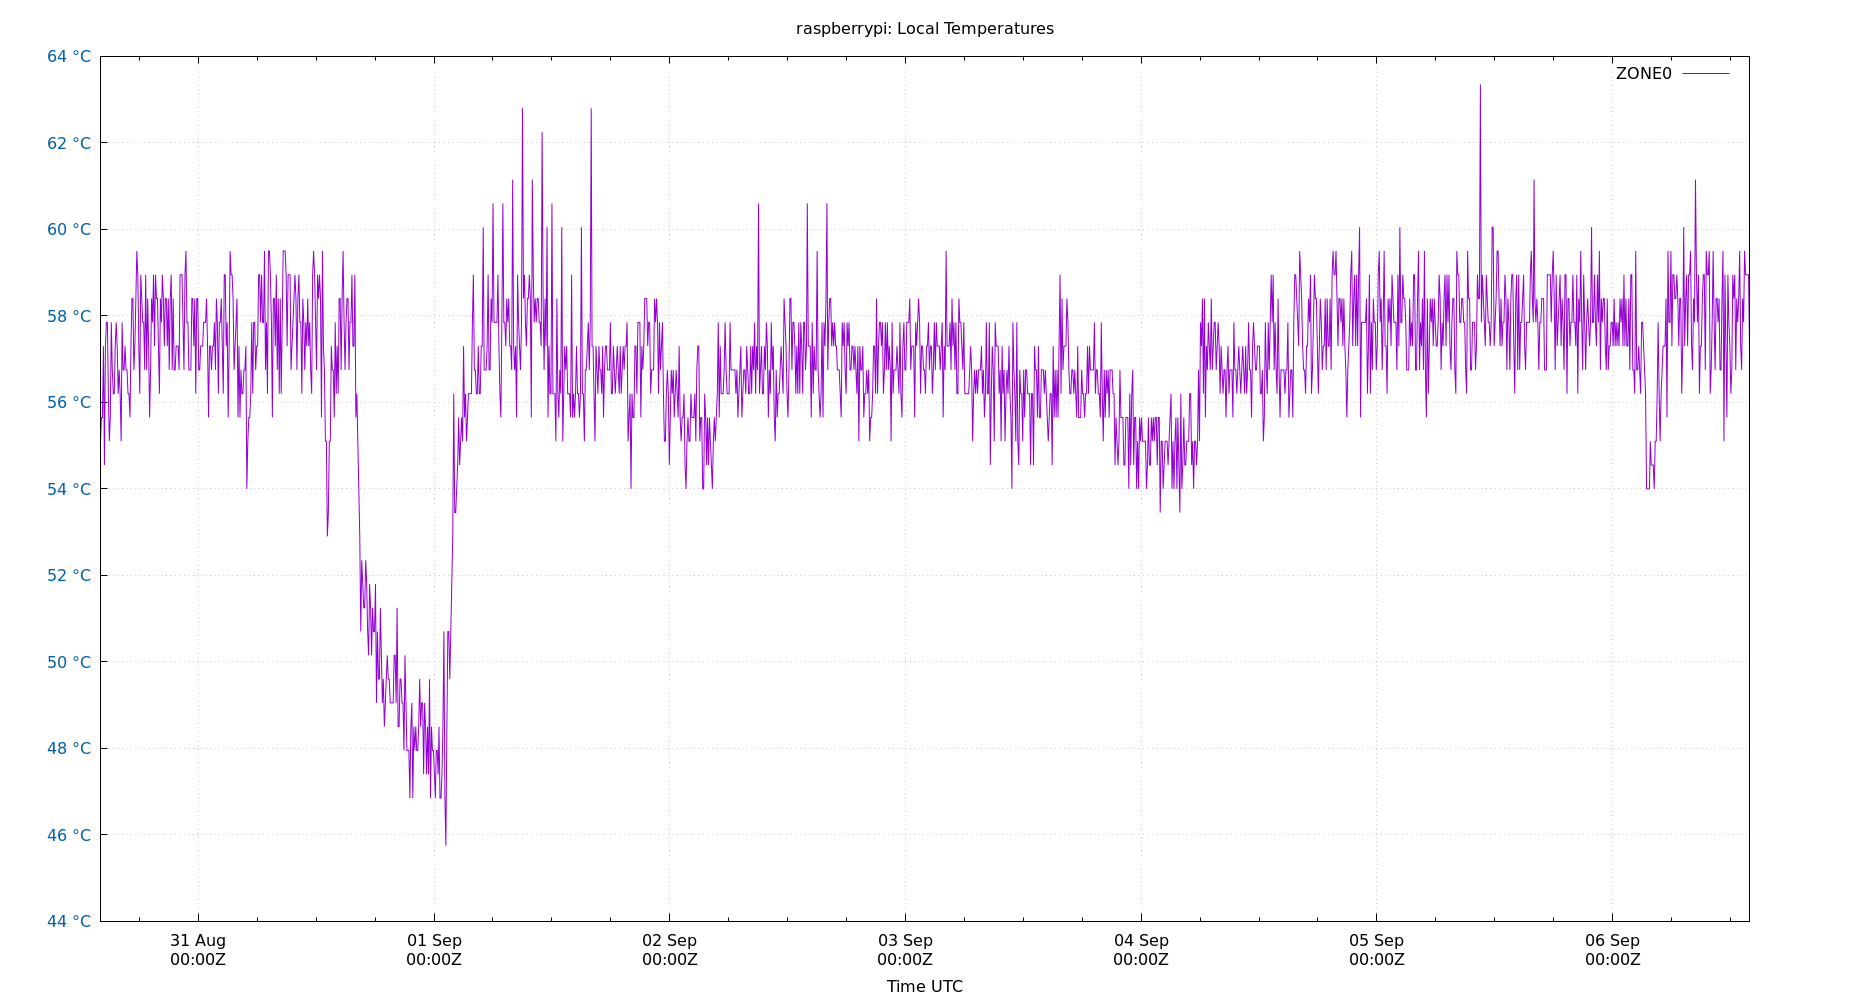 raspberrypi: Local Temperatures
64 °C
ZONE0
62 °C
60 °C
58 °C
56 °C
54 °C
52 °C
50 °C
48 °C
46 °C
44 °C
31 Aug 01 Sep 02 Sep 03 Sep 04 Sep 05 Sep 06 Sep
00:00Z 00:00Z 00:00Z 00:00Z 00:00Z 00:00Z 00:00Z
Time UTC